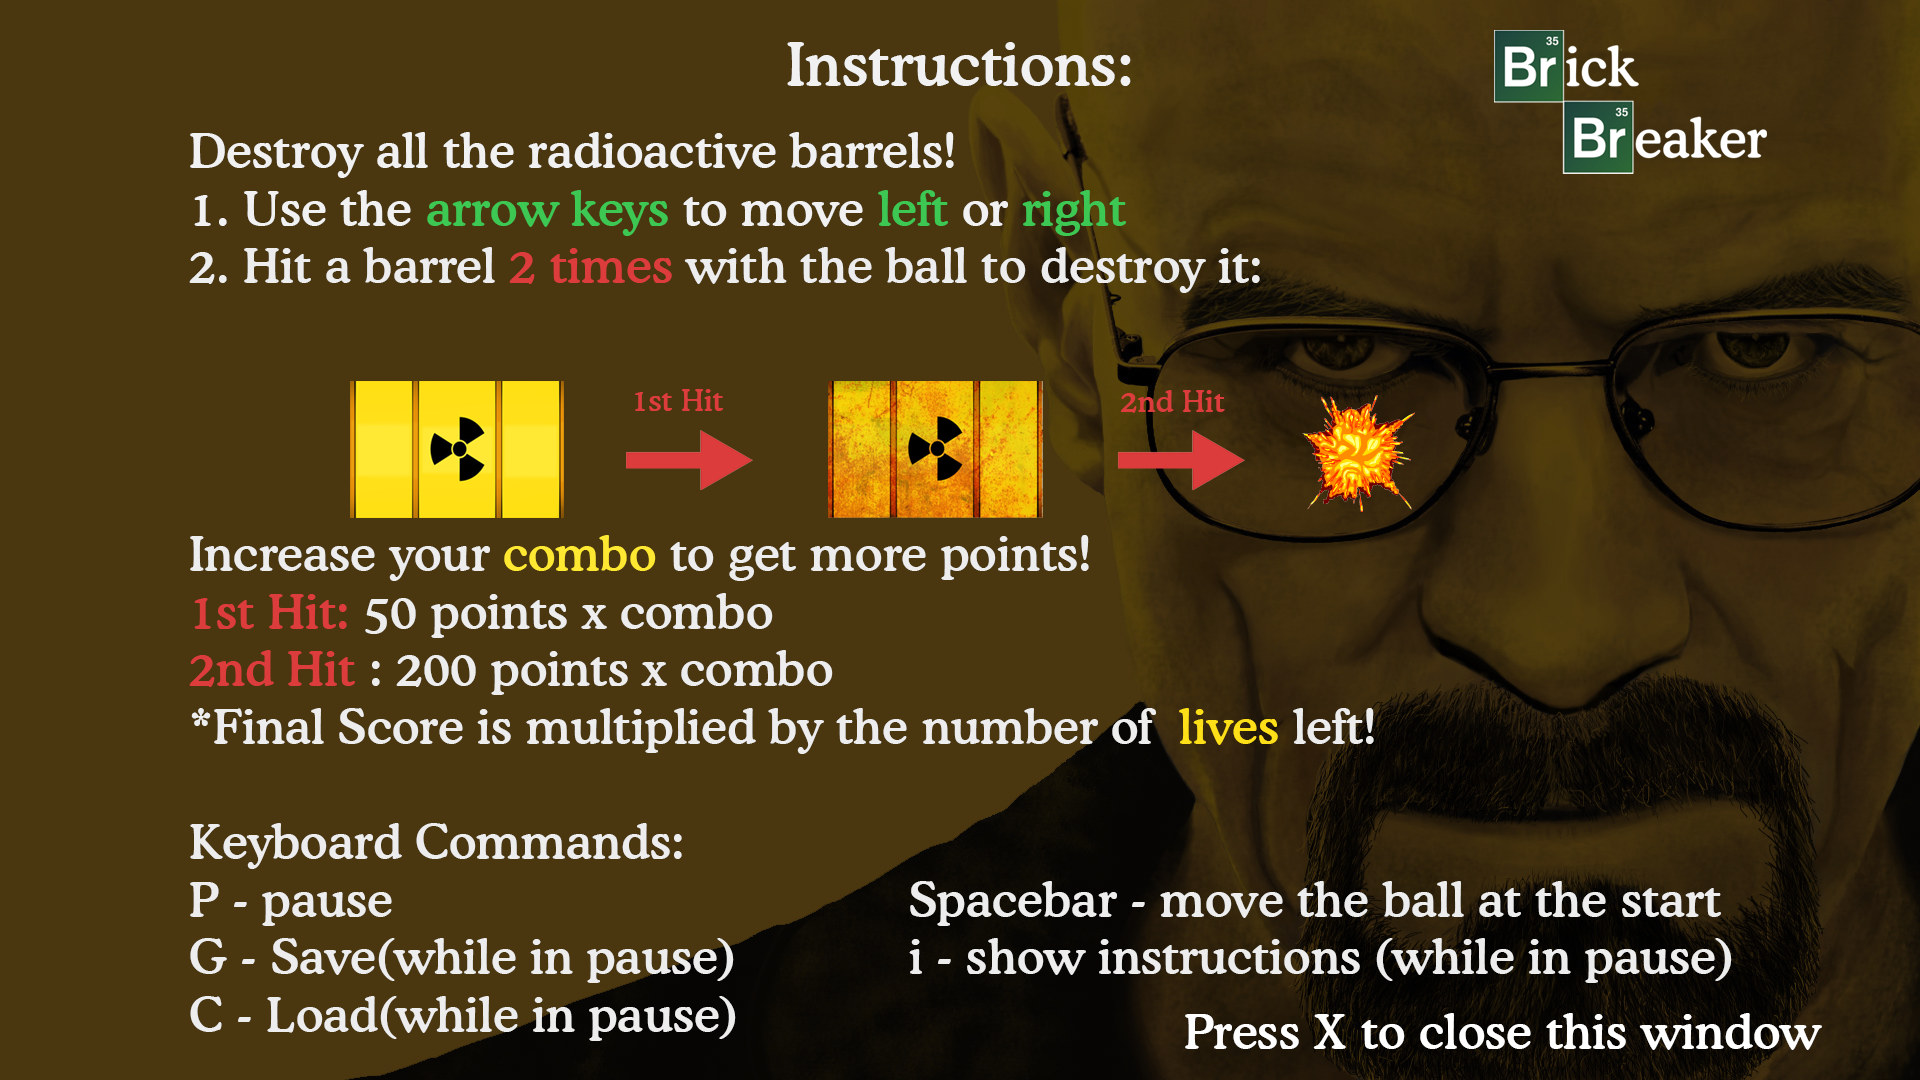 Instructions:
35
Brick
35
Breaker
Destroy all the radioactive barrels!
1. Use the arrow keys to move left or right
2. Hit a barrel 2 times with the ball to destroy it:
1st Hit
2nd Hit
Increase your combo to get more points!
1st Hit: 50 points x combo
2nd Hit : 200 points x combo
*Final Score is multiplied by the number of lives left!
Keyboard Commands:
P - pause
G - Save(while in pause)
C - Load(while in pause)
Spacebar - move the ball at the start
i - show instructions (while in pause)
Press X to close this window